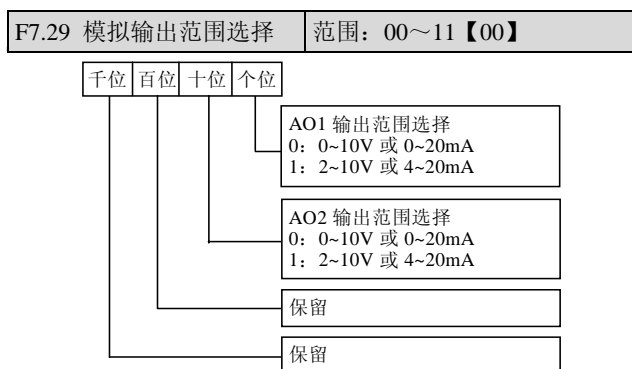 F7.29 模拟输出范围选择 范围：00～11【00】
千位 百位 十位 个位
AO1 输出范围选择
0：0~10V 或 0~20mA
1：2~10V 或 4~20mA
AO2 输出范围选择
0：0~10V 或 0~20mA
1：2~10V 或 4~20mA
保留
保留